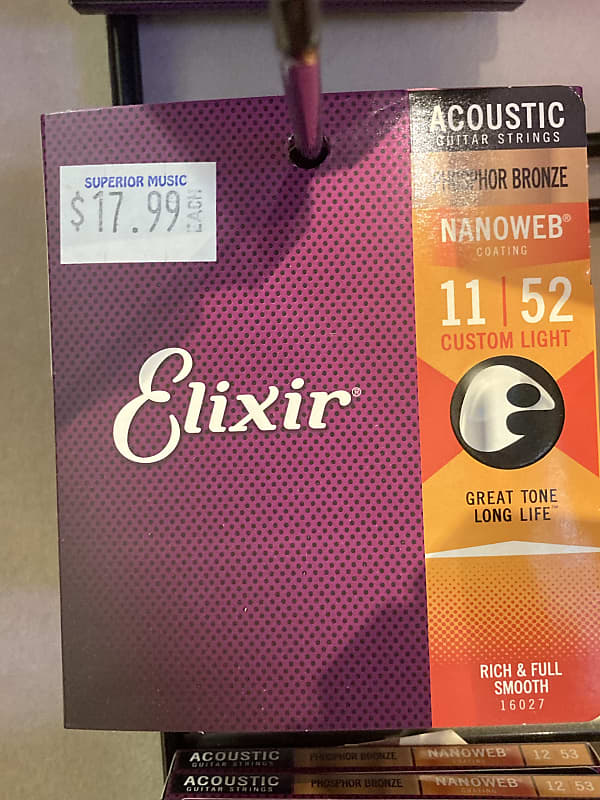 SUPERIOR MUSIC
$17.99 EACH
Elixir®
ACOUSTIC
GUITAR STRINGS
PHOSPHOR BRONZE
NANOWEB®
COATING
11 | 52
CUSTOM LIGHT
GREAT TONE
LONG LIFE™
RICH & FULL
SMOOTH
16027
ACOUSTIC PHOSPHOR BRONZE NANOWEB® 12 53
GUITAR STRINGS COATING
ACOUSTIC PHOSPHOR BRONZE NANOWEB® 12 53
GUITAR STRINGS COATING